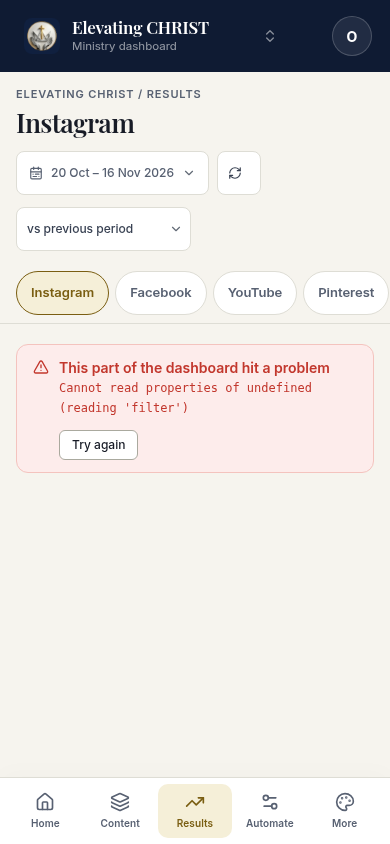 Elevating CHRIST
Ministry dashboard
O
ELEVATING CHRIST / RESULTS
Instagram
20 Oct – 16 Nov 2026
vs previous period
Instagram
Facebook
YouTube
Pinterest
This part of the dashboard hit a problem
Cannot read properties of undefined
(reading 'filter')
Try again
Home
Content
Results
Automate
More